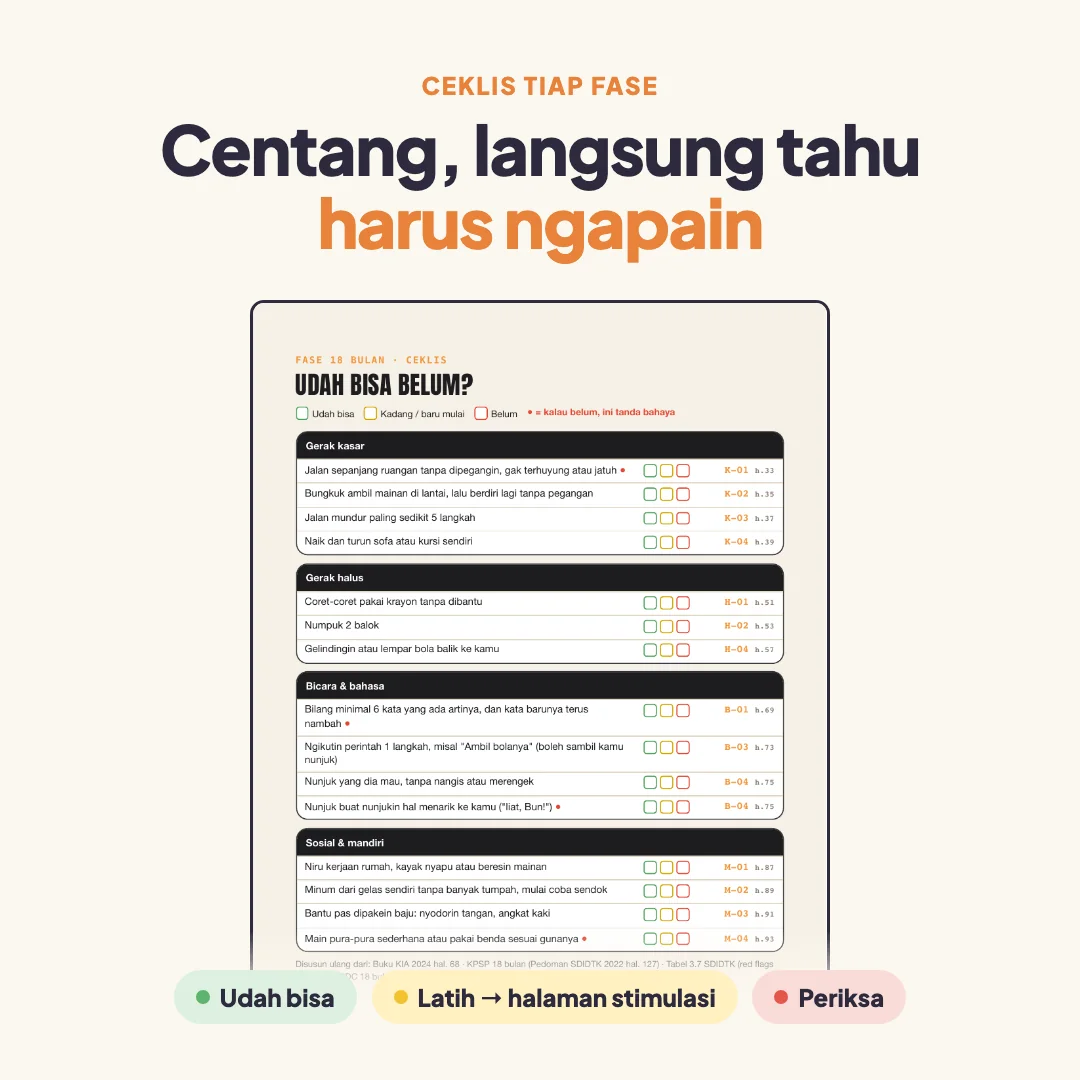 CEKLIS TIAP FASE
Centang, langsung tahu
harus ngapain
FASE 18 BULAN · CEKLIS
UDAH BISA BELUM?
Udah bisa Kadang / baru mulai Belum • = kalau belum, ini tanda bahaya
Gerak kasar
Jalan sepanjang ruangan tanpa dipegangin, gak terhuyung atau jatuh • K-01 h.33
Bungkuk ambil mainan di lantai, lalu berdiri lagi tanpa pegangan K-02 h.35
Jalan mundur paling sedikit 5 langkah K-03 h.37
Naik dan turun sofa atau kursi sendiri K-04 h.39
Gerak halus
Coret-coret pakai krayon tanpa dibantu H-01 h.51
Numpuk 2 balok H-02 h.53
Gelindingin atau lempar bola balik ke kamu H-04 h.57
Bicara & bahasa
Bilang minimal 6 kata yang ada artinya, dan kata barunya terus
nambah • B-01 h.69
Ngikutin perintah 1 langkah, misal "Ambil bolanya" (boleh sambil kamu
nunjuk) B-03 h.73
Nunjuk yang dia mau, tanpa nangis atau merengek B-04 h.75
Nunjuk buat nunjukin hal menarik ke kamu ("liat, Bun!") • B-04 h.75
Sosial & mandiri
Niru kerjaan rumah, kayak nyapu atau beresin mainan M-01 h.87
Minum dari gelas sendiri tanpa banyak tumpah, mulai coba sendok M-02 h.89
Bantu pas dipakein baju: nyodorin tangan, angkat kaki M-03 h.91
Main pura-pura sederhana atau pakai benda sesuai gunanya • M-04 h.93
Disusun ulang dari: Buku KIA 2024 hal. 68 · KPSP 18 bulan (Pedoman SDIDTK 2022 hal. 127) · Tabel 3.7 SDIDTK (red flags
Udah bisa
Latih → halaman stimulasi
Periksa